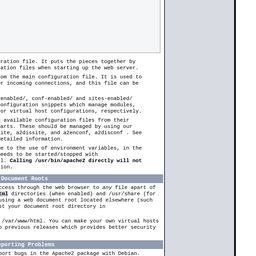 ration file. It puts the pieces together by
ation files when starting up the web server.
om the main configuration file. It is used to
r incoming connections, and this file can be
enabled/, conf-enabled/ and sites-enabled/
onfiguration snippets which manage modules,
or virtual host configurations, respectively.
 available configuration files from their
arts. These should be managed by using our
ite, a2dissite, and a2enconf, a2disconf . See
etailed information.
e to the use of environment variables, in the
eeds to be started/stopped with
l. Calling /usr/bin/apache2 directly will not
ion.
Document Roots
ccess through the web browser to any file apart of
tml directories (when enabled) and /usr/share (for
using a web document root located elsewhere (such
st your document root directory in
/var/www/html. You can make your own virtual hosts
o previous releases which provides better security
porting Problems
port bugs in the Apache2 package with Debian.